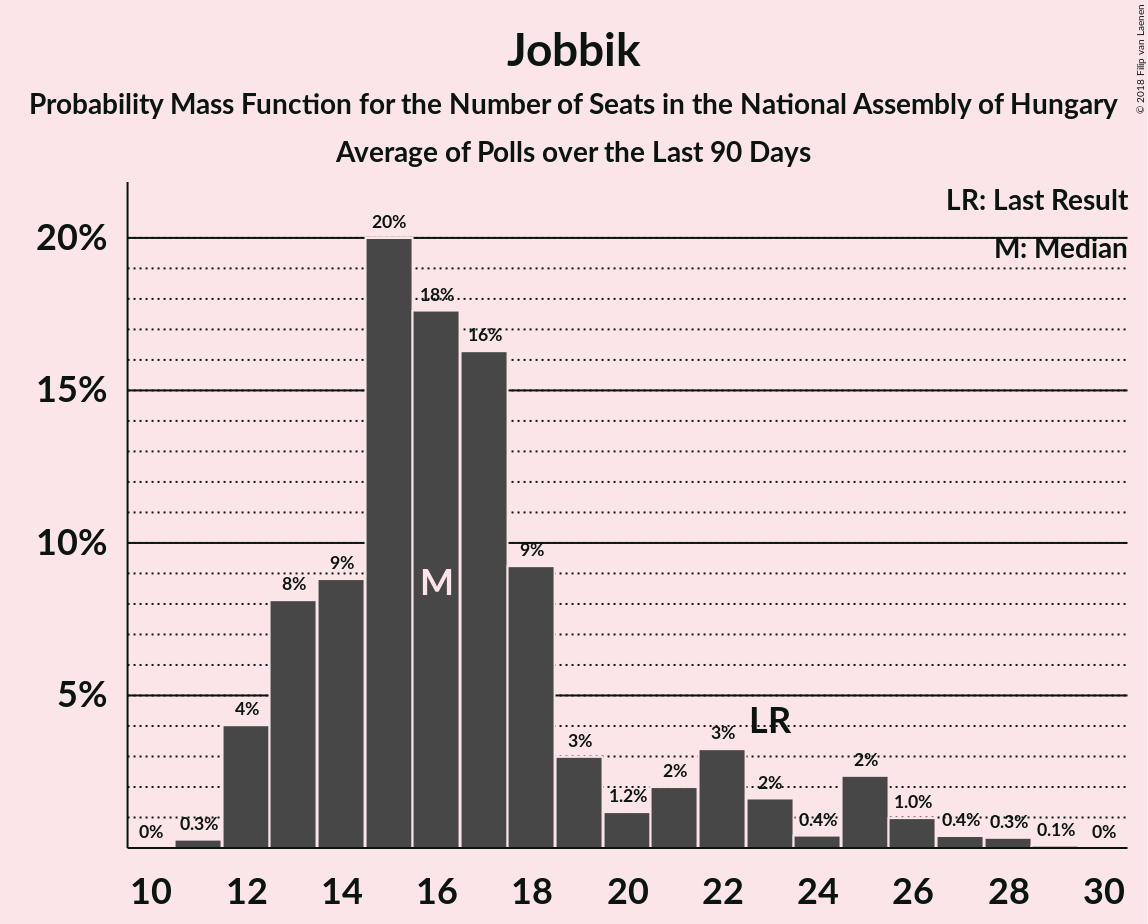 Jobbik
Probability Mass Function for the Number of Seats in the National Assembly of Hungary
Average of Polls over the Last 90 Days
© 2018 Filip van Laenen
LR: Last Result
M: Median
20%
15%
10%
5%
0%
0.3%
4%
8%
9%
20%
18%
16%
9%
3%
1.2%
2%
3%
2%
0.4%
2%
1.0%
0.4%
0.3%
0.1%
0%
M
LR
10 12 14 16 18 20 22 24 26 28 30